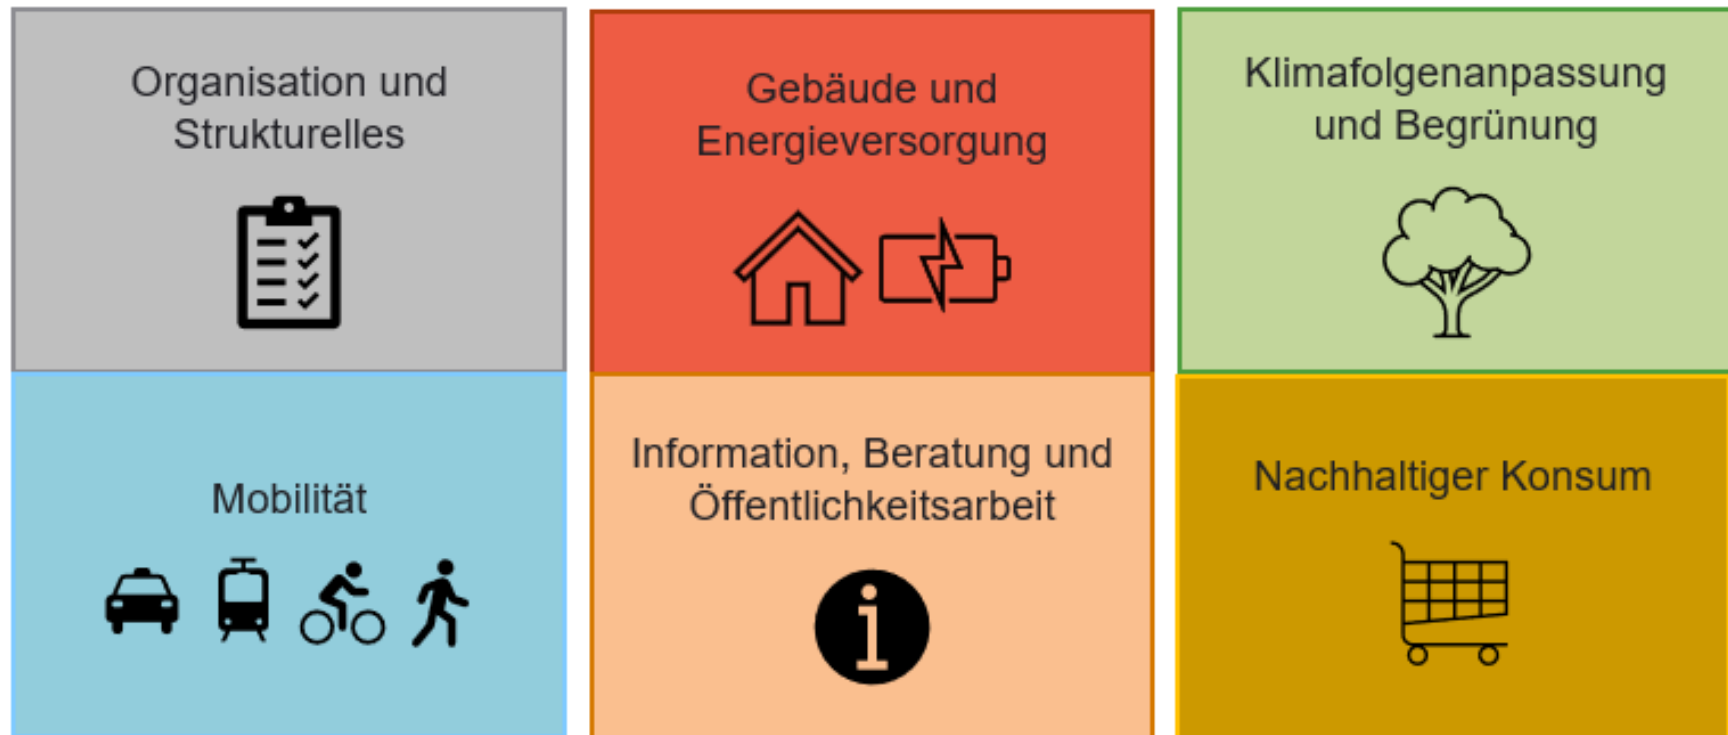 Organisation und
Strukturelles
Gebäude und
Energieversorgung
Klimafolgenanpassung
und Begrünung
Mobilität
Information, Beratung und
Öffentlichkeitsarbeit
Nachhaltiger Konsum